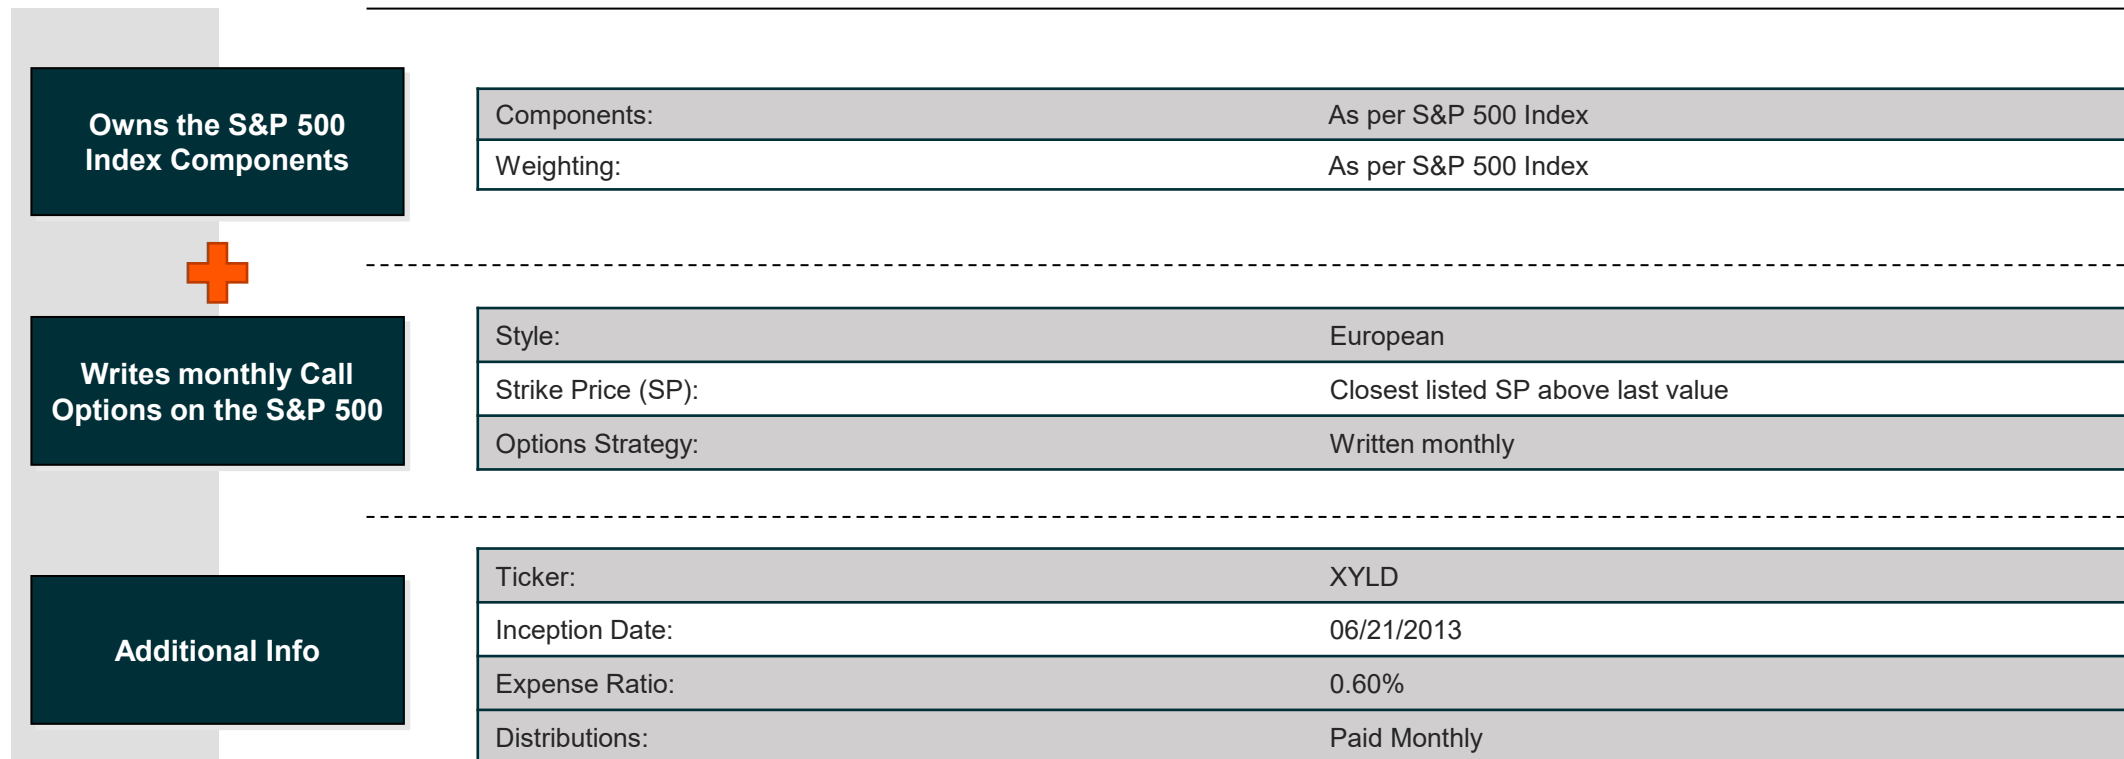 Owns the S&P 500
Index Components
Components: As per S&P 500 Index
Weighting: As per S&P 500 Index
Writes monthly Call
Options on the S&P 500
Style: European
Strike Price (SP): Closest listed SP above last value
Options Strategy: Written monthly
Additional Info
Ticker: XYLD
Inception Date: 06/21/2013
Expense Ratio: 0.60%
Distributions: Paid Monthly